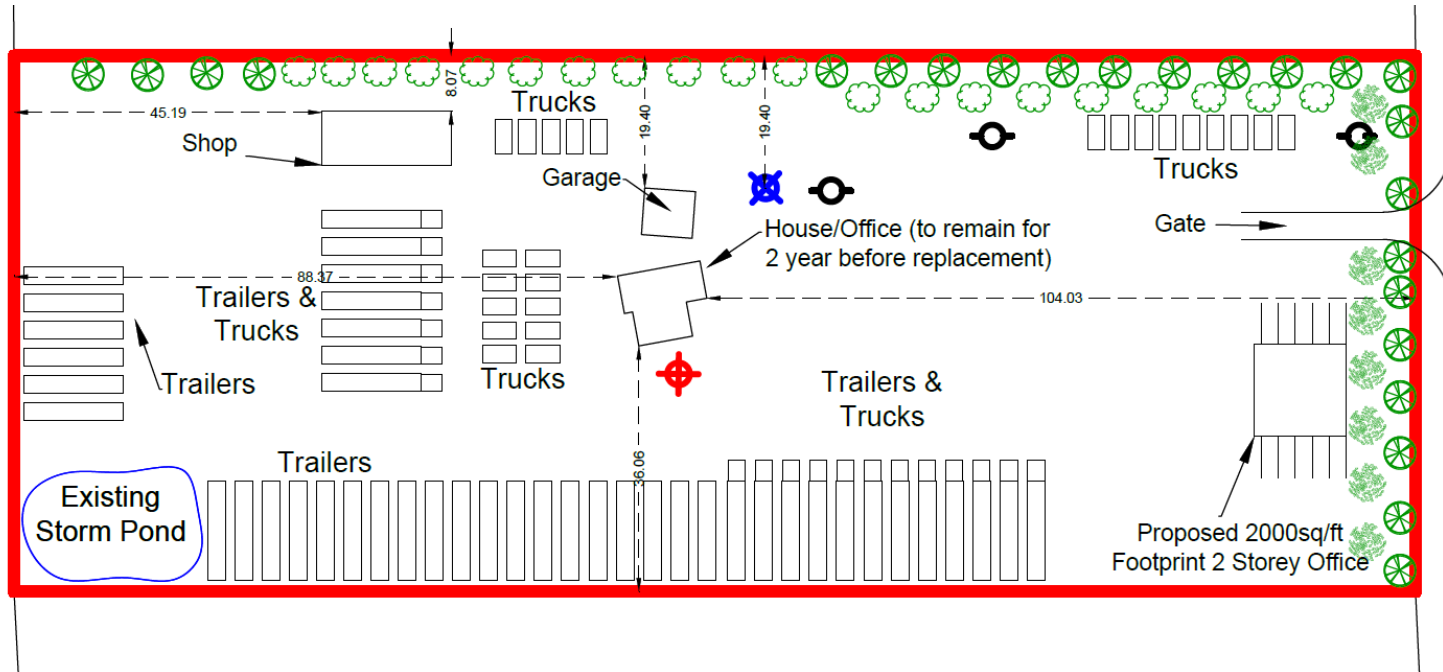 8.07
Trucks
45.19
Shop
19.40
19.40
Garage
Trucks
House/Office (to remain for
2 year before replacement)
Gate
88.37
104.03
Trailers &
Trucks
Trailers
Trucks
Trailers &
Trucks
Trailers
36.06
Existing
Storm Pond
Proposed 2000sq/ft
Footprint 2 Storey Office